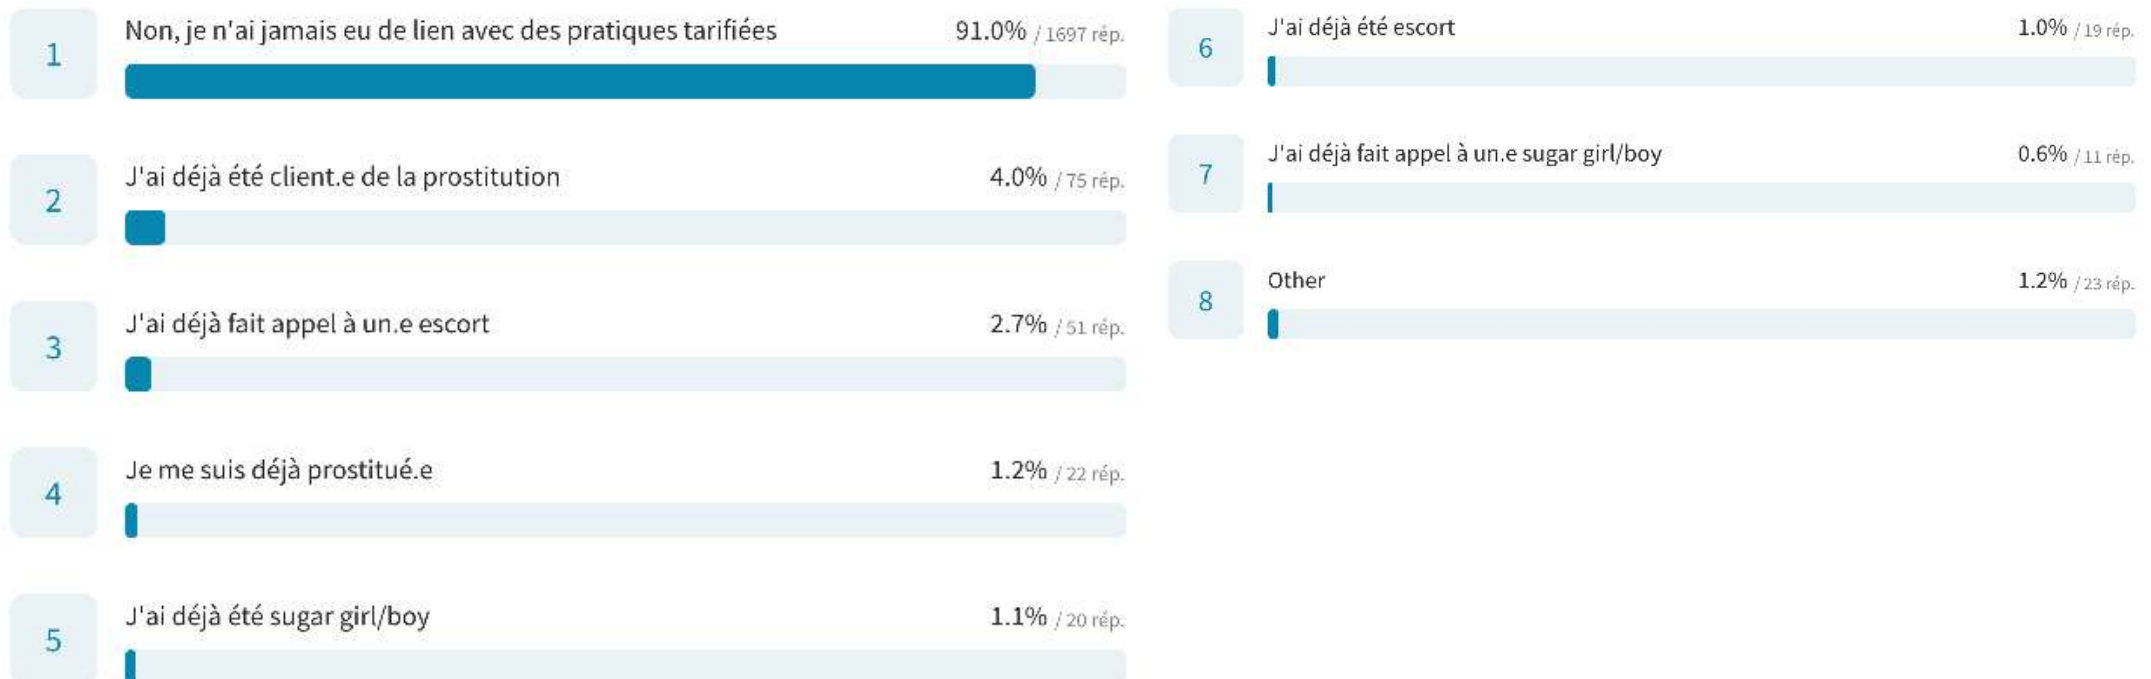 1
Non, je n'ai jamais eu de lien avec des pratiques tarifiées
91.0% / 1697 rép.
2
J'ai déjà été client.e de la prostitution
4.0% / 75 rép.
3
J'ai déjà fait appel à un.e escort
2.7% / 51 rép.
4
Je me suis déjà prostitué.e
1.2% / 22 rép.
5
J'ai déjà été sugar girl/boy
1.1% / 20 rép.
6
J'ai déjà été escort
1.0% / 19 rép.
7
J'ai déjà fait appel à un.e sugar girl/boy
0.6% / 11 rép.
8
Other
1.2% / 23 rép.